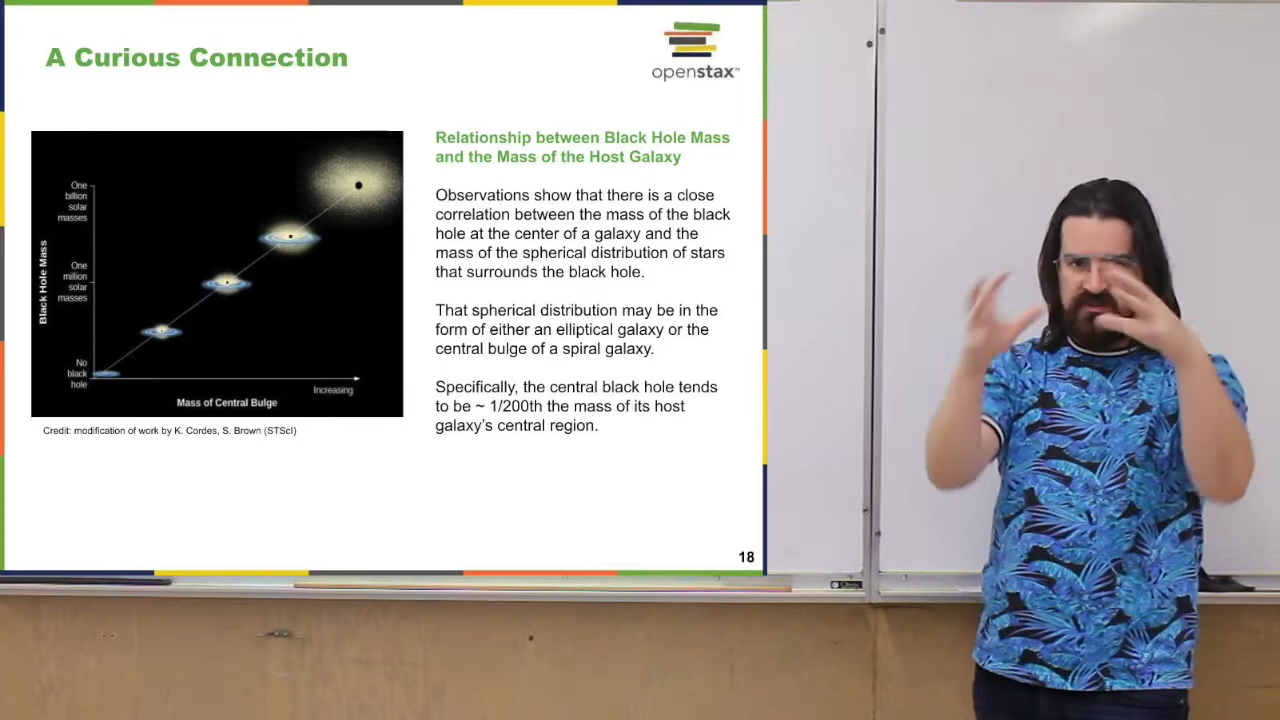 A Curious Connection
openstax™
Relationship between Black Hole Mass
and the Mass of the Host Galaxy
Observations show that there is a close
correlation between the mass of the black
hole at the center of a galaxy and the
mass of the spherical distribution of stars
that surrounds the black hole.
That spherical distribution may be in the
form of either an elliptical galaxy or the
central bulge of a spiral galaxy.
Specifically, the central black hole tends
to be ~ 1/200th the mass of its host
galaxy's central region.
Black Hole Mass
One
billion
solar
masses
One
million
solar
masses
No
black
hole
Increasing
Mass of Central Bulge
Credit: modification of work by K. Cordes, S. Brown (STScI)
18